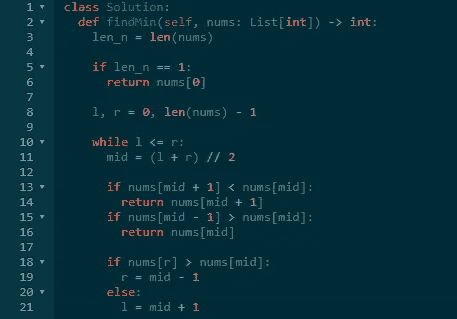 1 class Solution:
2 def findMin(self, nums: List[int]) -> int:
3 len_n = len(nums)
4
5 if len_n == 1:
6 return nums[0]
7
8 l, r = 0, len(nums) - 1
9
10 while l <= r:
11 mid = (l + r) // 2
12
13 if nums[mid + 1] < nums[mid]:
14 return nums[mid + 1]
15 if nums[mid - 1] > nums[mid]:
16 return nums[mid]
17
18 if nums[r] > nums[mid]:
19 r = mid - 1
20 else:
21 l = mid + 1